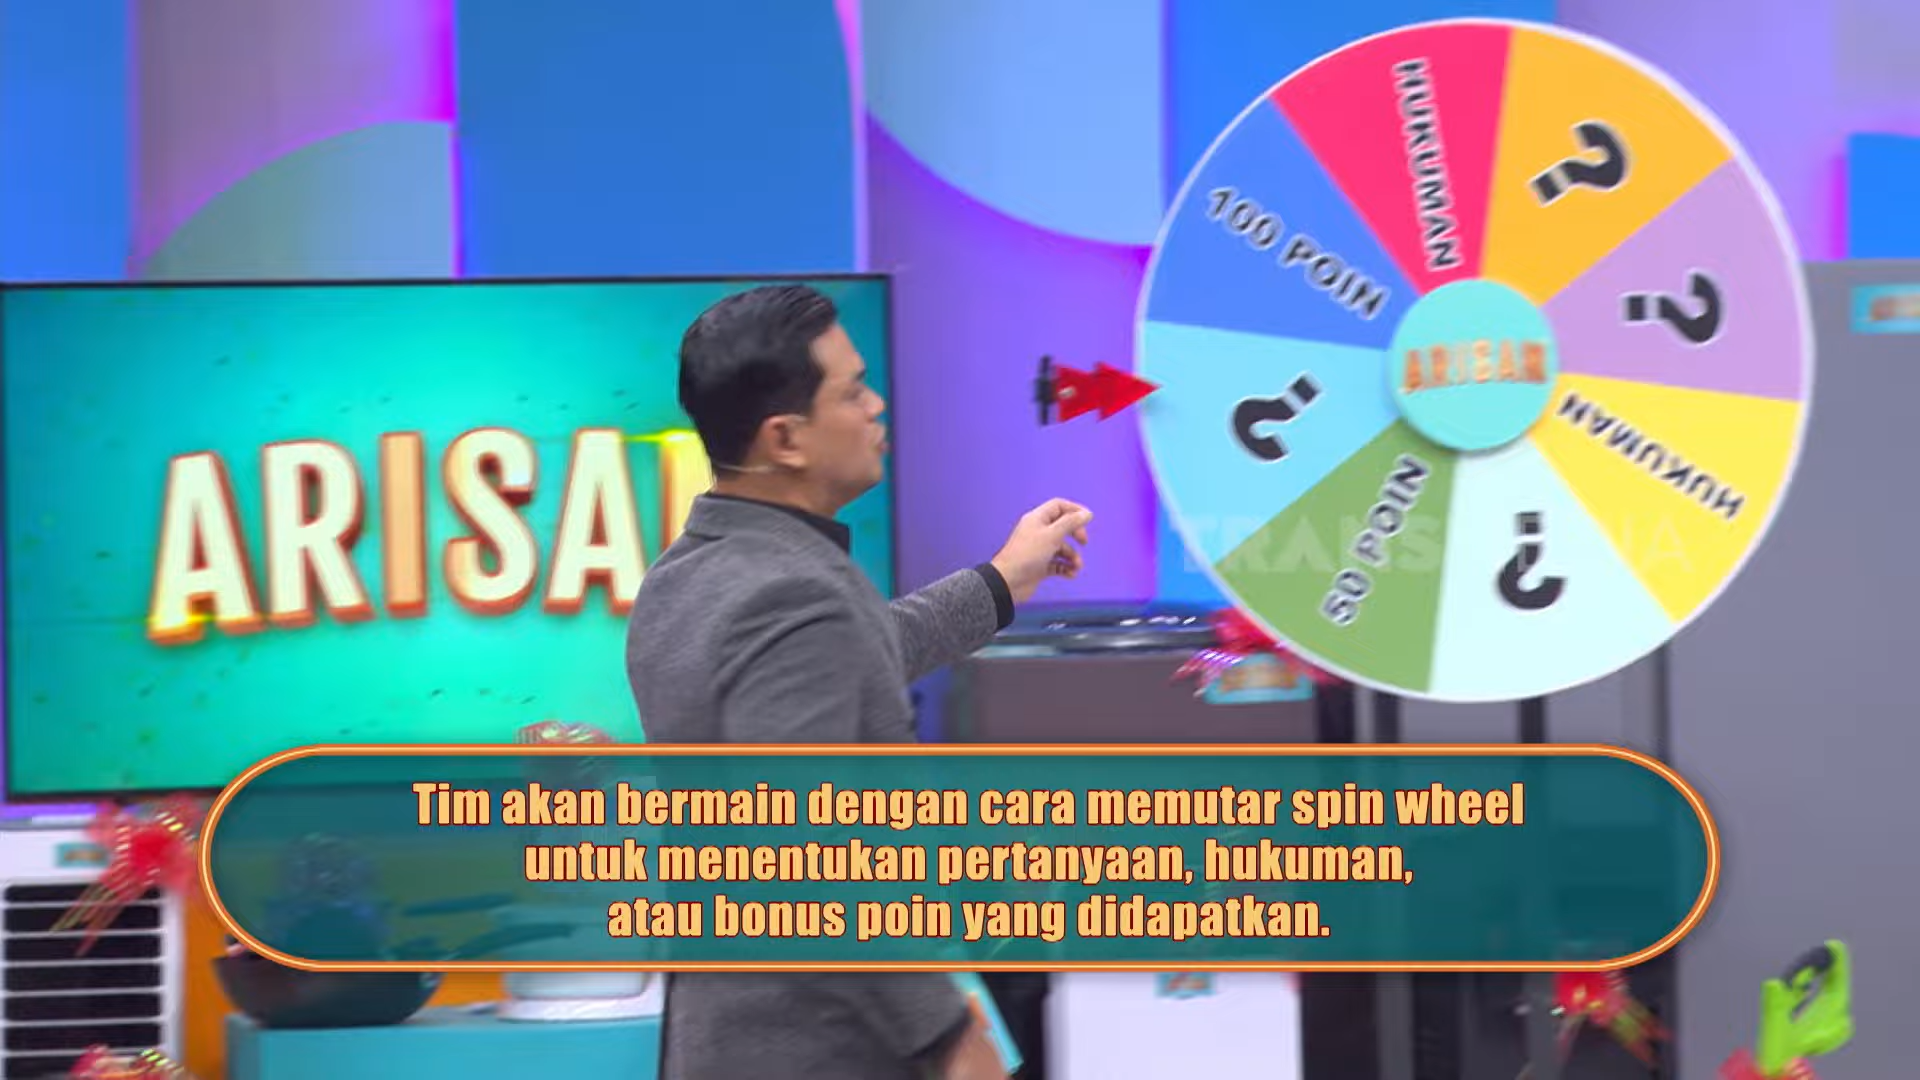 HUKUMAN
?
100 POIN
?
ARISAN
?
HUKUMAN
ARISAN
50 POIN
?
Tim akan bermain dengan cara memutar spin wheel
untuk menentukan pertanyaan, hukuman,
atau bonus poin yang didapatkan.